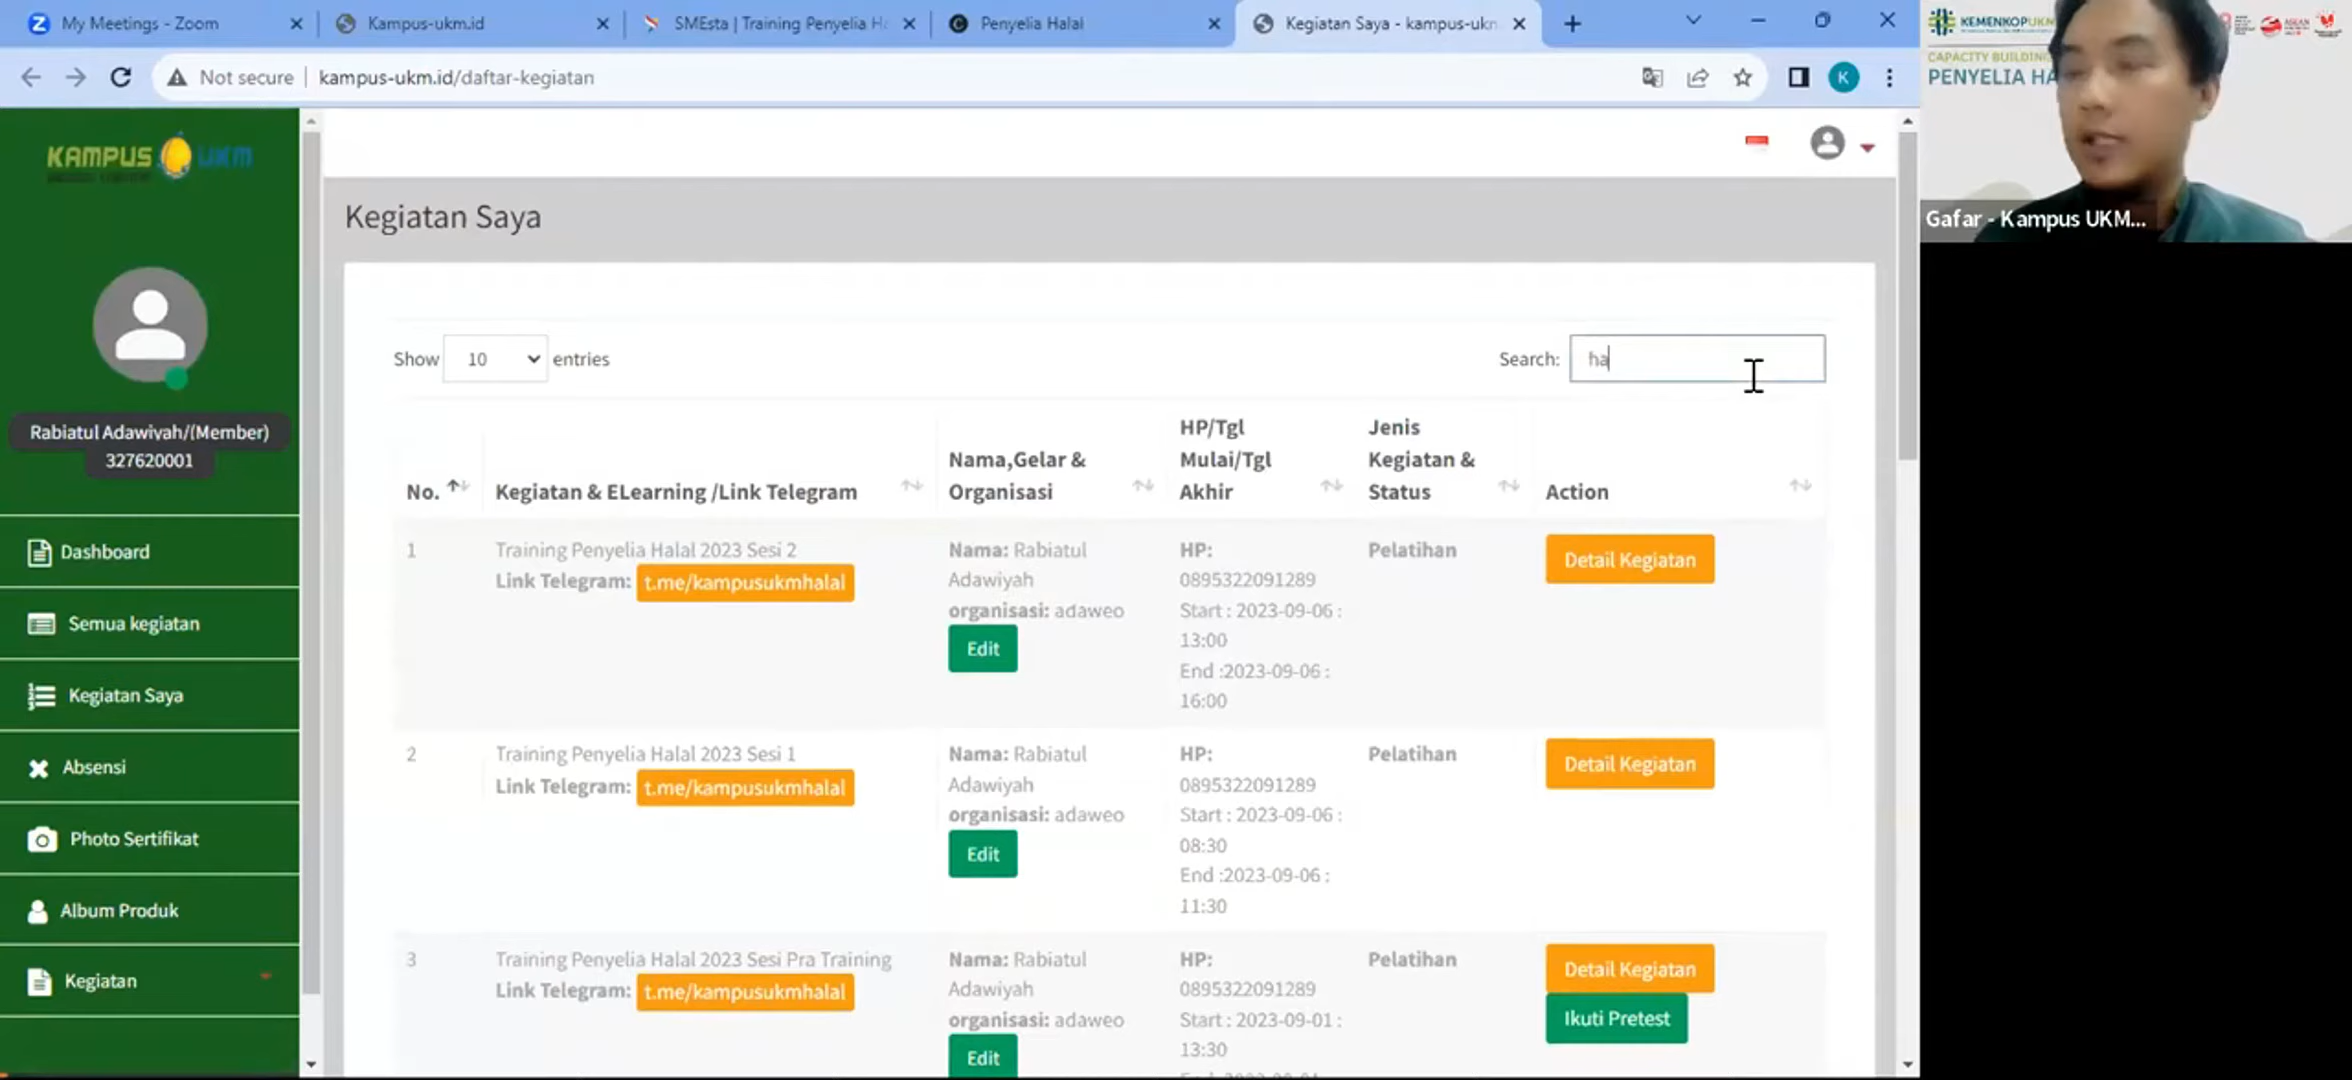 My Meetings - Zoom
Kampus-ukm.id
SMEsta | Training Penyelia Ha
Penyelia Halal
Kegiatan Saya - kampus-ukn
Not secure
kampus-ukm.id/daftar-kegiatan
K
KEMENKOPUKM
CAPACITY BUILDING
PENYELIA HA
Gafar - Kampus UKM...
KAMPUS UKM
Rabiatul Adawiyah/(Member)
327620001
Dashboard
Semua kegiatan
Kegiatan Saya
Absensi
Photo Sertifikat
Album Produk
Kegiatan
Kegiatan Saya
Show 10 entries
Search: ha
No.
Kegiatan & ELearning /Link Telegram
Nama,Gelar &
Organisasi
HP/Tgl
Mulai/Tgl
Akhir
Jenis
Kegiatan &
Status
Action
1
Training Penyelia Halal 2023 Sesi 2
Link Telegram: t.me/kampusukmhalal
Nama: Rabiatul
Adawiyah
organisasi: adaweo
Edit
HP:
0895322091289
Start : 2023-09-06 :
13:00
End :2023-09-06 :
16:00
Pelatihan
Detail Kegiatan
2
Training Penyelia Halal 2023 Sesi 1
Link Telegram: t.me/kampusukmhalal
Nama: Rabiatul
Adawiyah
organisasi: adaweo
Edit
HP:
0895322091289
Start : 2023-09-06 :
08:30
End :2023-09-06 :
11:30
Pelatihan
Detail Kegiatan
3
Training Penyelia Halal 2023 Sesi Pra Training
Link Telegram: t.me/kampusukmhalal
Nama: Rabiatul
Adawiyah
organisasi: adaweo
Edit
HP:
0895322091289
Start : 2023-09-01 :
13:30
Pelatihan
Detail Kegiatan
Ikuti Pretest